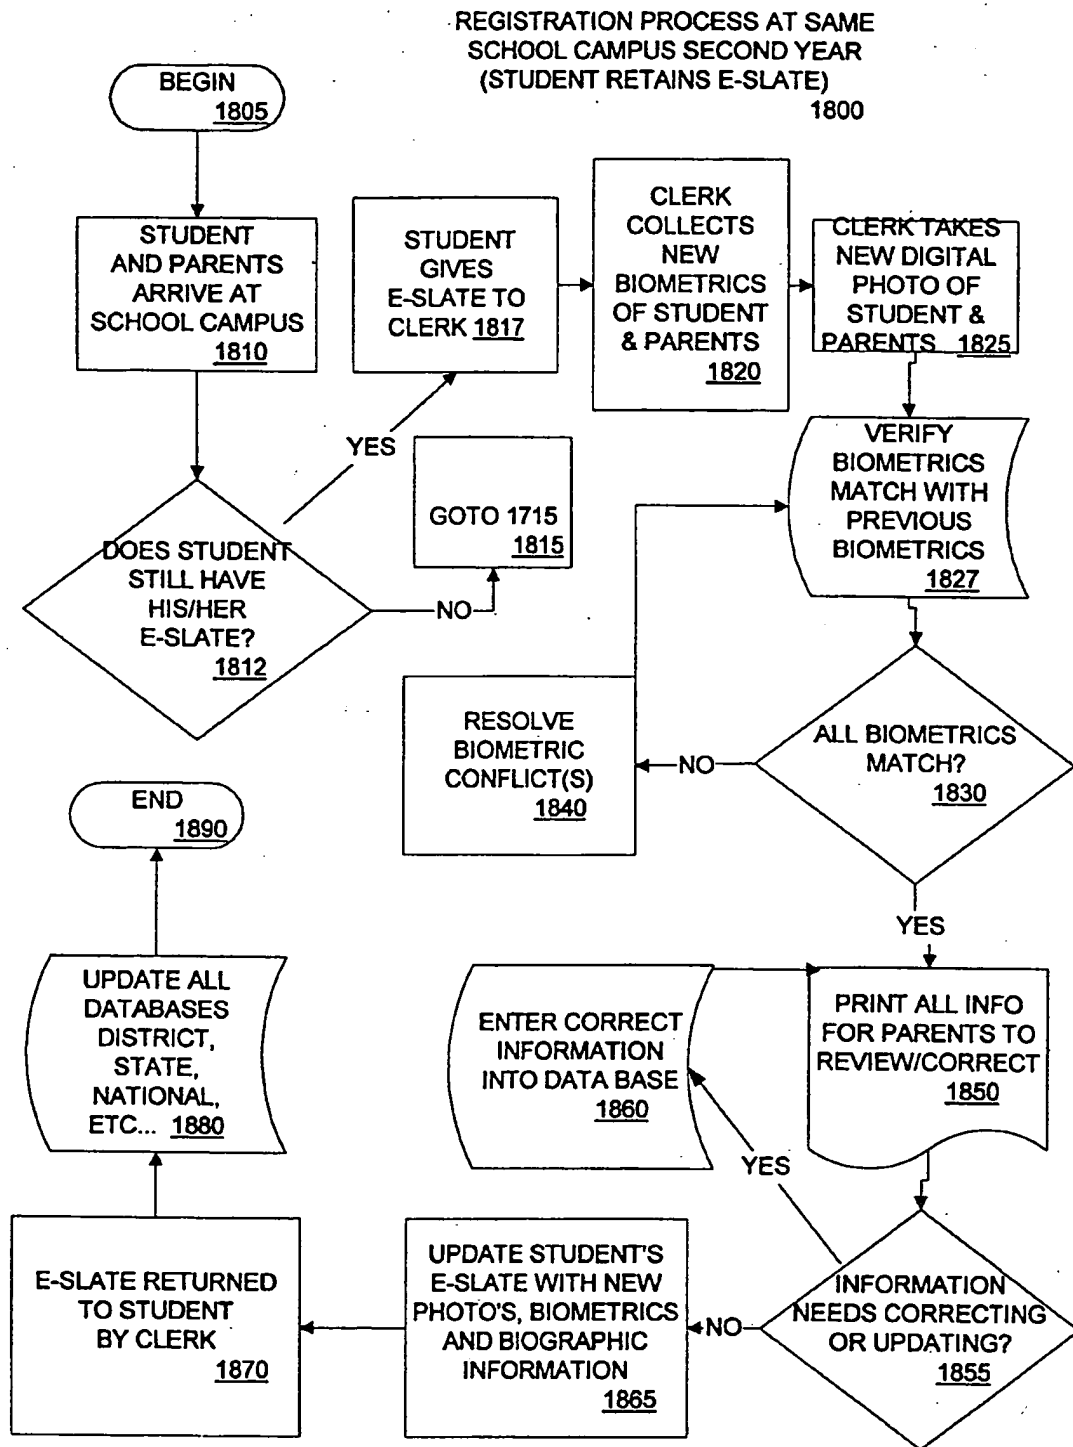 REGISTRATION PROCESS AT SAME
SCHOOL CAMPUS SECOND YEAR
(STUDENT RETAINS E-SLATE)
1800
BEGIN
1805
STUDENT
AND PARENTS
ARRIVE AT
SCHOOL CAMPUS
1810
DOES STUDENT
STILL HAVE
HIS/HER
E-SLATE?
1812
YES
NO
GOTO 1715
1815
STUDENT
GIVES
E-SLATE TO
CLERK 1817
CLERK
COLLECTS
NEW
BIOMETRICS
OF STUDENT
& PARENTS
1820
CLERK TAKES
NEW DIGITAL
PHOTO OF
STUDENT &
PARENTS 1825
VERIFY
BIOMETRICS
MATCH WITH
PREVIOUS
BIOMETRICS
1827
ALL BIOMETRICS
MATCH?
1830
NO
RESOLVE
BIOMETRIC
CONFLICT(S)
1840
YES
PRINT ALL INFO
FOR PARENTS TO
REVIEW/CORRECT
1850
INFORMATION
NEEDS CORRECTING
OR UPDATING?
1855
YES
ENTER CORRECT
INFORMATION
INTO DATA BASE
1860
NO
UPDATE STUDENT'S
E-SLATE WITH NEW
PHOTO'S, BIOMETRICS
AND BIOGRAPHIC
INFORMATION
1865
E-SLATE RETURNED
TO STUDENT
BY CLERK
1870
UPDATE ALL
DATABASES
DISTRICT,
STATE,
NATIONAL,
ETC... 1880
END
1890